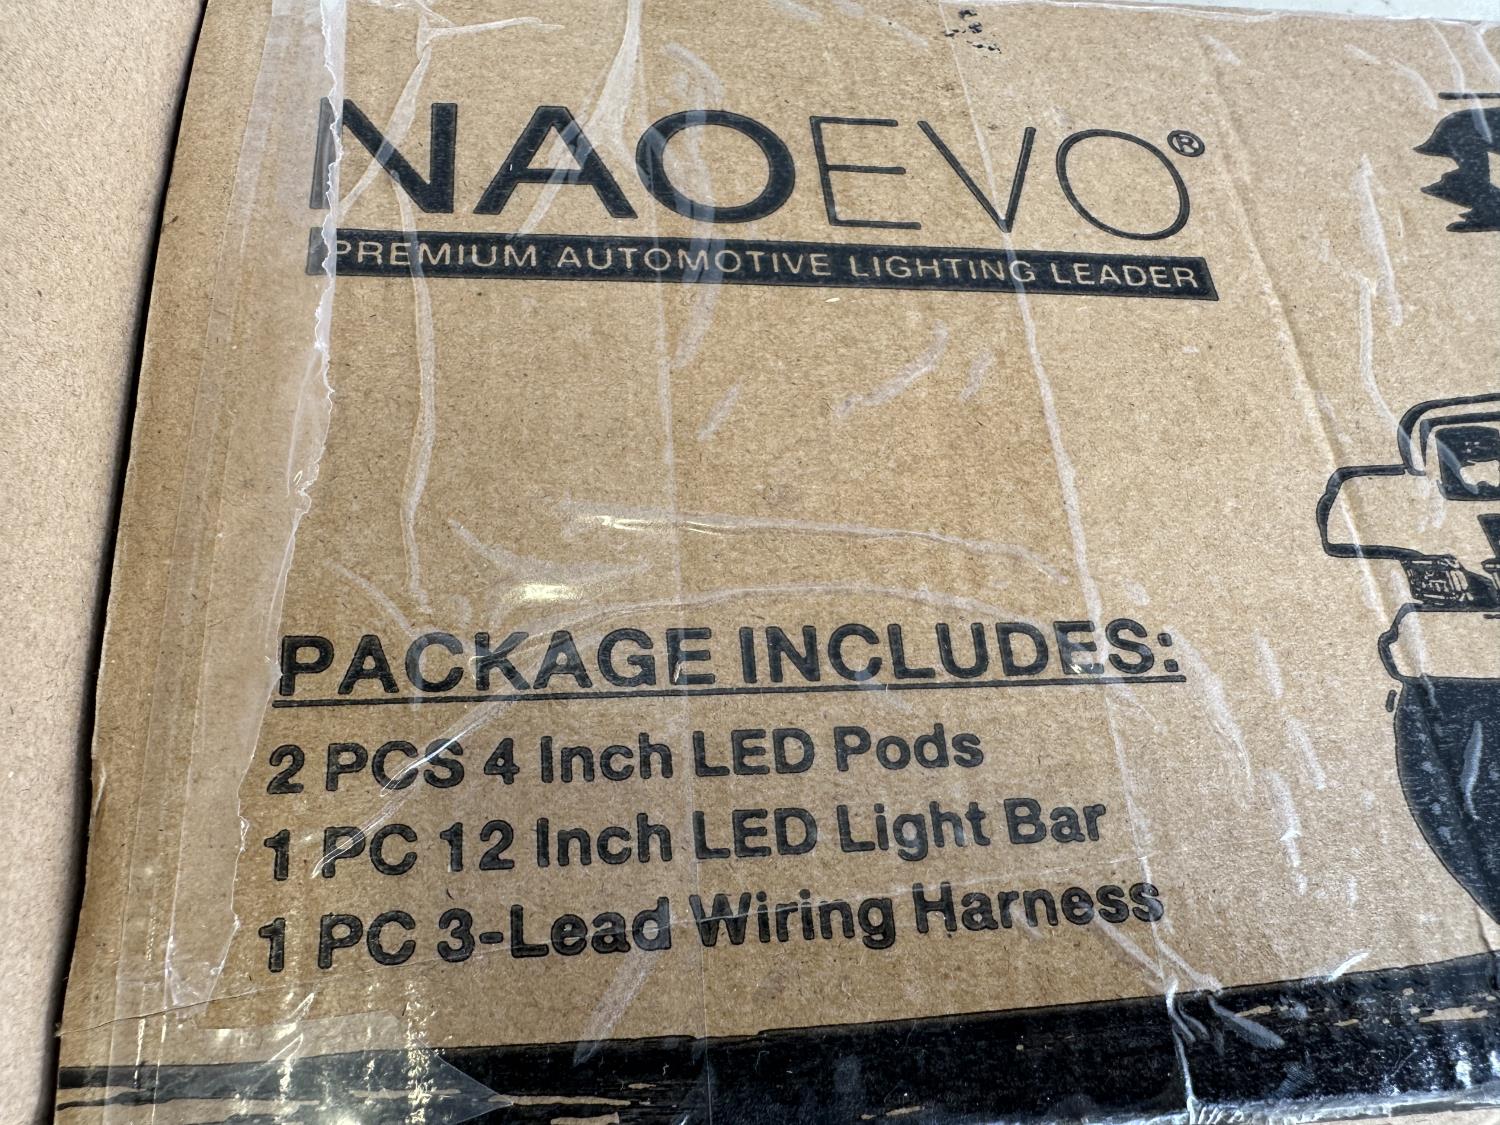 NAOEVO®
PREMIUM AUTOMOTIVE LIGHTING LEADER
PACKAGE INCLUDES:
2 PCS 4 Inch LED Pods
1 PC 12 Inch LED Light Bar
1 PC 3-Lead Wiring Harness